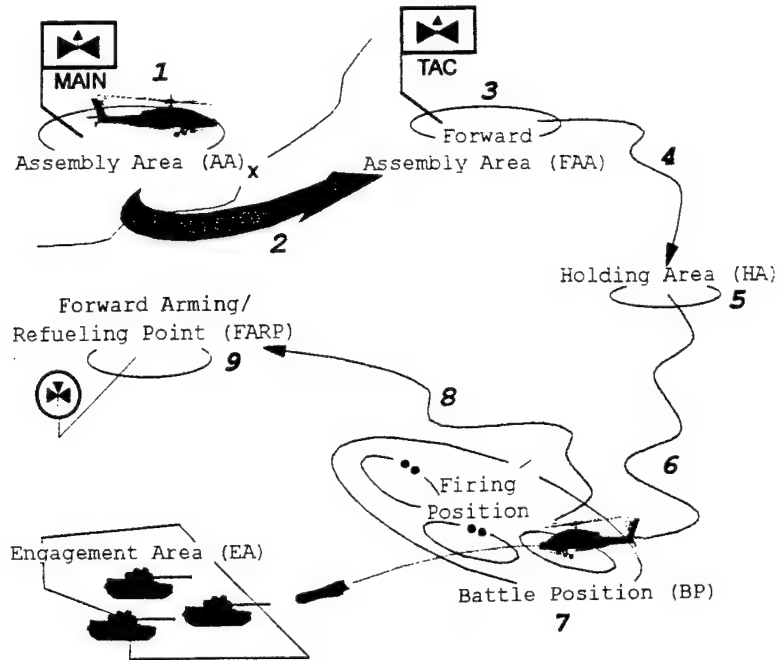 MAIN
1
Assembly Area (AA)
x
2
TAC
3
Forward
Assembly Area (FAA)
4
Holding Area (HA)
5
Forward Arming/
Refueling Point (FARP)
9
8
6
Firing
Position
Engagement Area (EA)
Battle Position (BP)
7